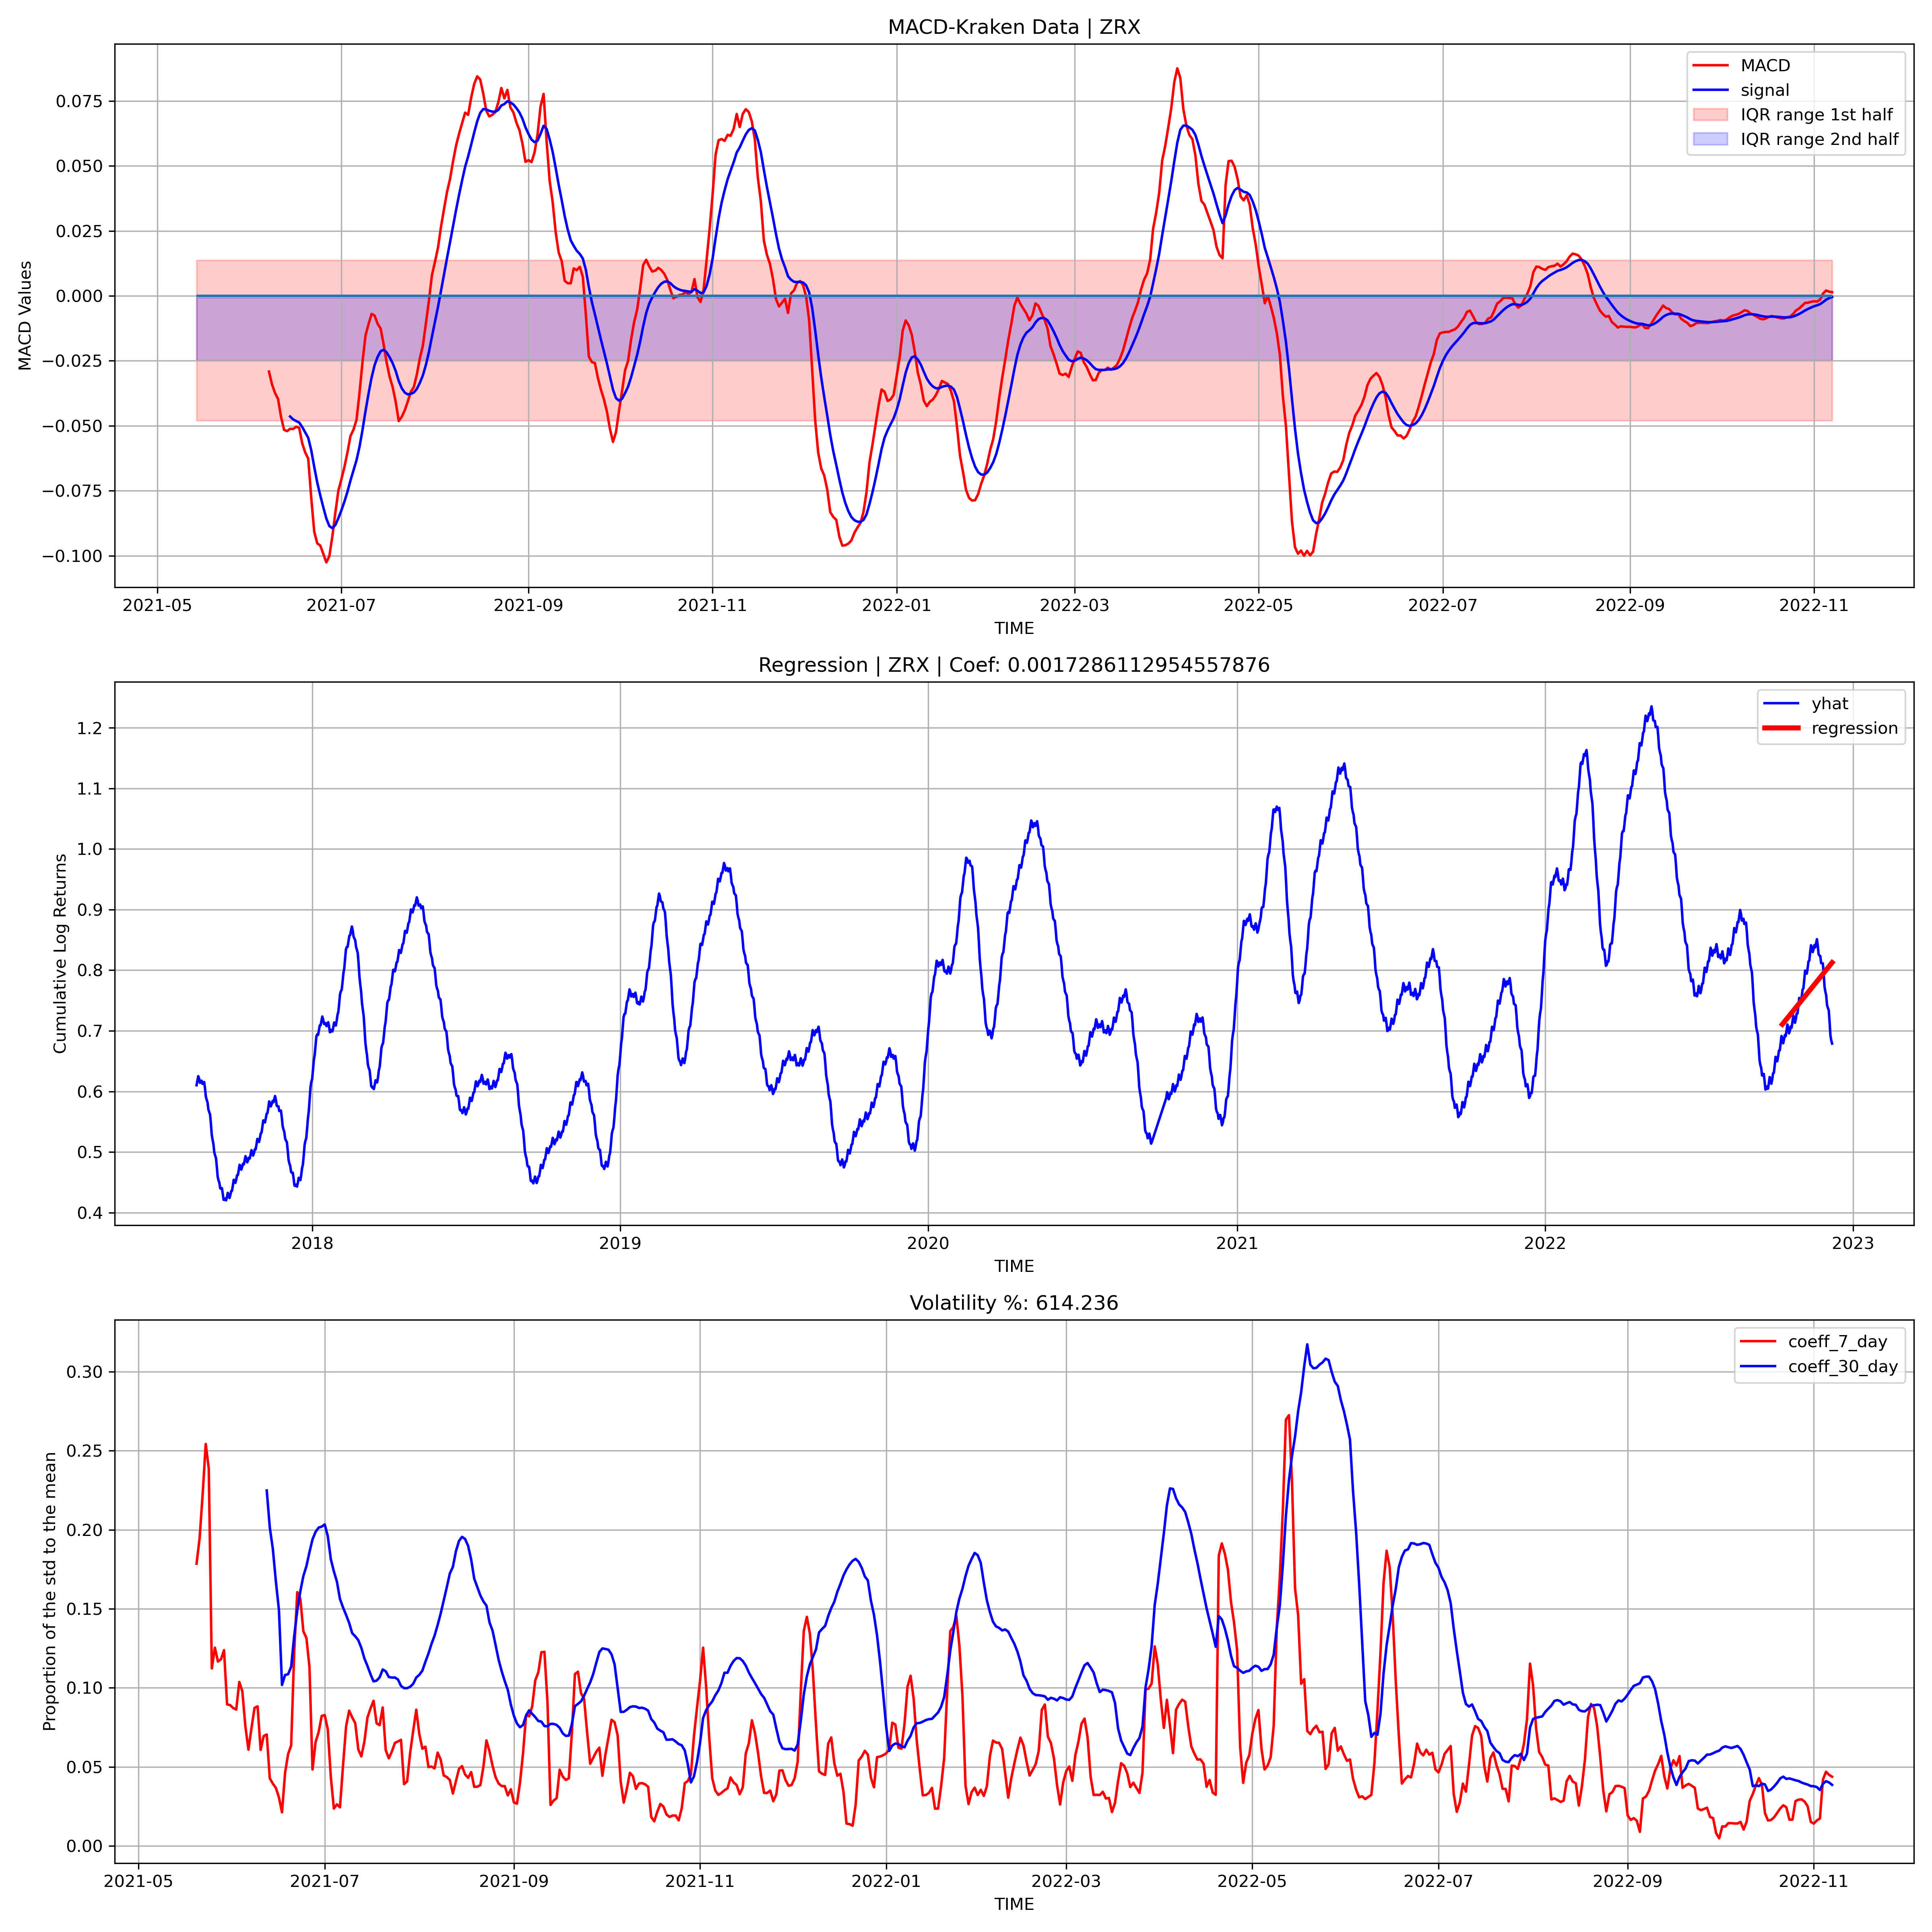 MACD-Kraken Data | ZRX
MACD
signal
IQR range 1st half
IQR range 2nd half
MACD Values
0.075
0.050
0.025
0.000
−0.025
−0.050
−0.075
−0.100
2021-05 2021-07 2021-09 2021-11 2022-01 2022-03 2022-05 2022-07 2022-09 2022-11
TIME
Regression | ZRX | Coef: 0.0017286112954557876
yhat
regression
Cumulative Log Returns
1.2
1.1
1.0
0.9
0.8
0.7
0.6
0.5
0.4
2018 2019 2020 2021 2022 2023
TIME
Volatility %: 614.236
coeff_7_day
coeff_30_day
Proportion of the std to the mean
0.30
0.25
0.20
0.15
0.10
0.05
0.00
2021-05 2021-07 2021-09 2021-11 2022-01 2022-03 2022-05 2022-07 2022-09 2022-11
TIME